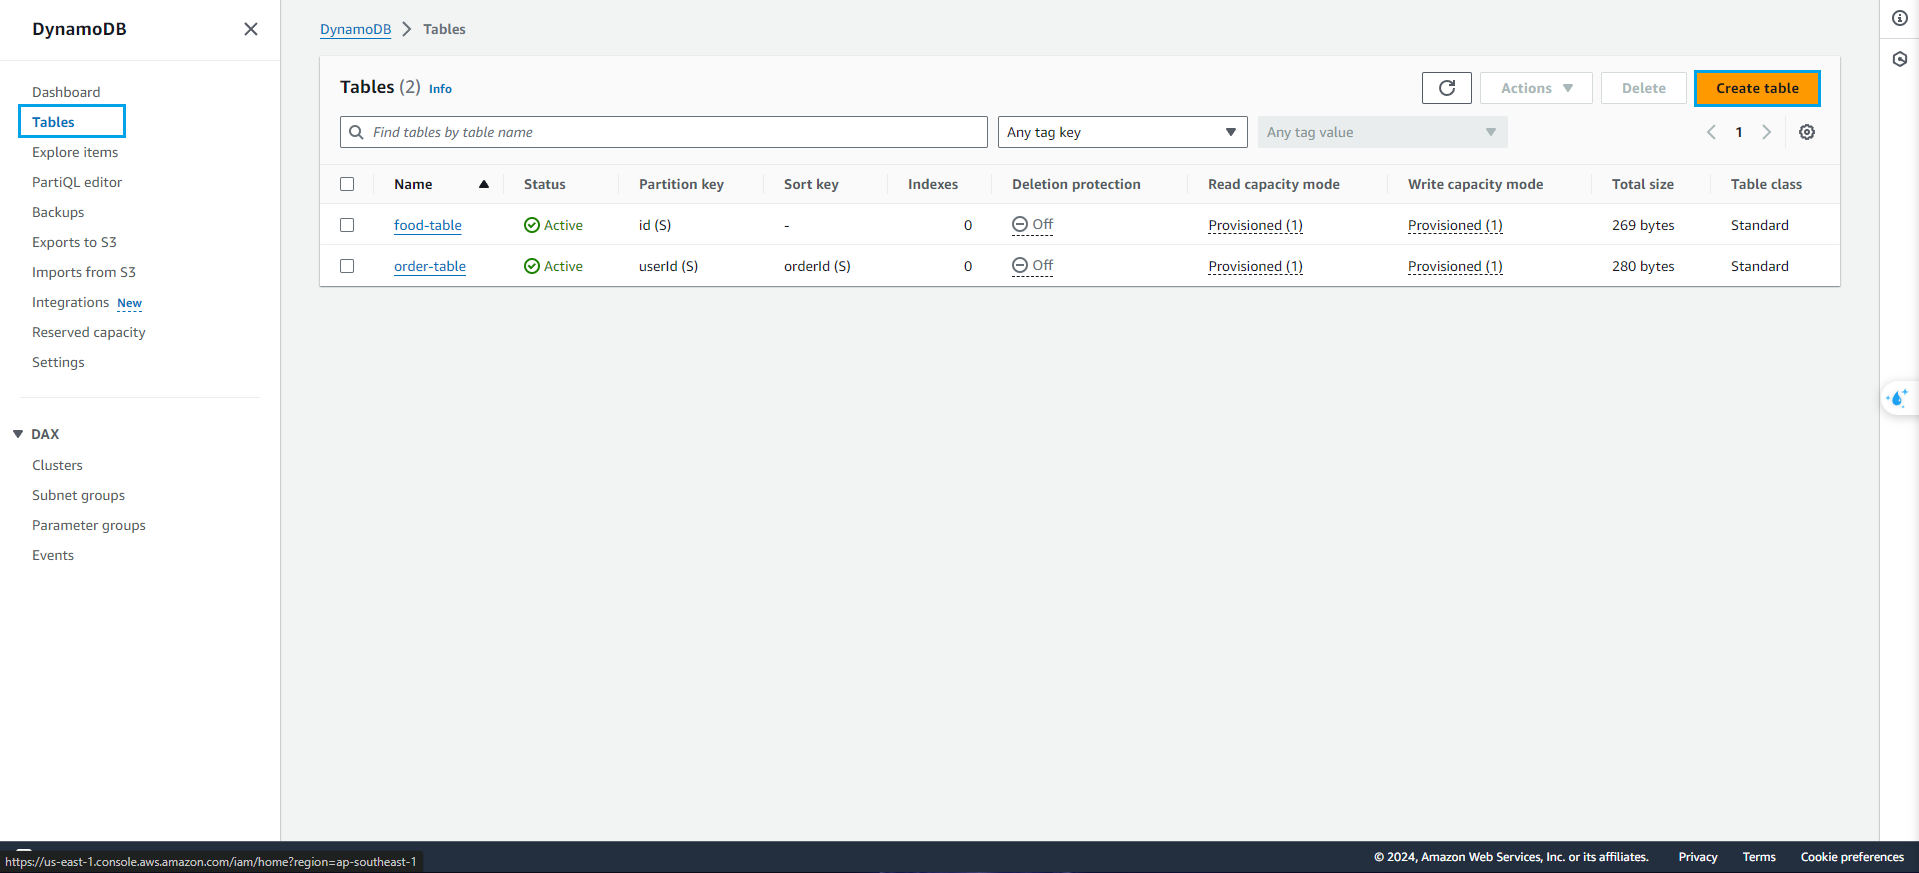 DynamoDB
Dashboard
Tables
Explore items
PartiQL editor
Backups
Exports to S3
Imports from S3
Integrations New
Reserved capacity
Settings
DAX
Clusters
Subnet groups
Parameter groups
Events
DynamoDB Tables
Tables (2) Info
Actions Delete Create table
Find tables by table name Any tag key Any tag value 1
Name Status Partition key Sort key Indexes Deletion protection Read capacity mode Write capacity mode Total size Table class
food-table Active id (S) - 0 Off Provisioned (1) Provisioned (1) 269 bytes Standard
order-table Active userId (S) orderId (S) 0 Off Provisioned (1) Provisioned (1) 280 bytes Standard
https://us-east-1.console.aws.amazon.com/iam/home?region=ap-southeast-1
© 2024, Amazon Web Services, Inc. or its affiliates. Privacy Terms Cookie preferences